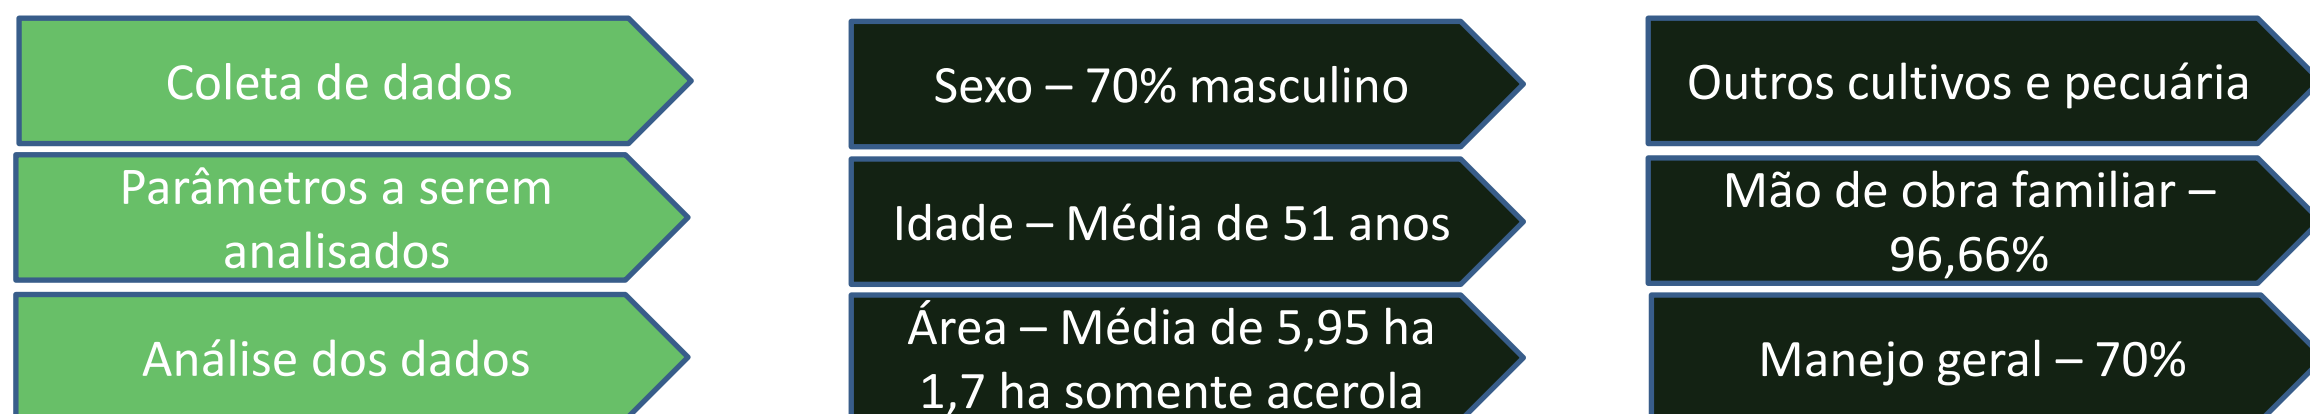 Coleta de dados
Parâmetros a serem
analisados
Análise dos dados
Sexo – 70% masculino
Idade – Média de 51 anos
Área – Média de 5,95 ha
1,7 ha somente acerola
Outros cultivos e pecuária
Mão de obra familiar –
96,66%
Manejo geral – 70%